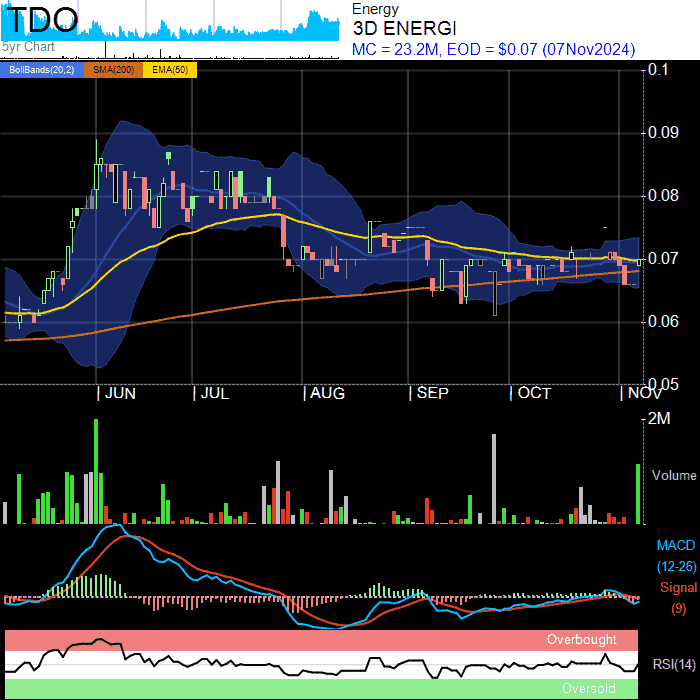 TDO
5yr Chart
Energy
3D ENERGI
MC = 23.2M, EOD = $0.07 (07Nov2024)
BollBands(20,2) SMA(200) EMA(50)
0.1
0.09
0.08
0.07
0.06
0.05
| JUN | JUL | AUG | SEP | OCT | NOV
2M
Volume
MACD
(12-26)
Signal
(9)
Overbought
RSI(14)
Oversold